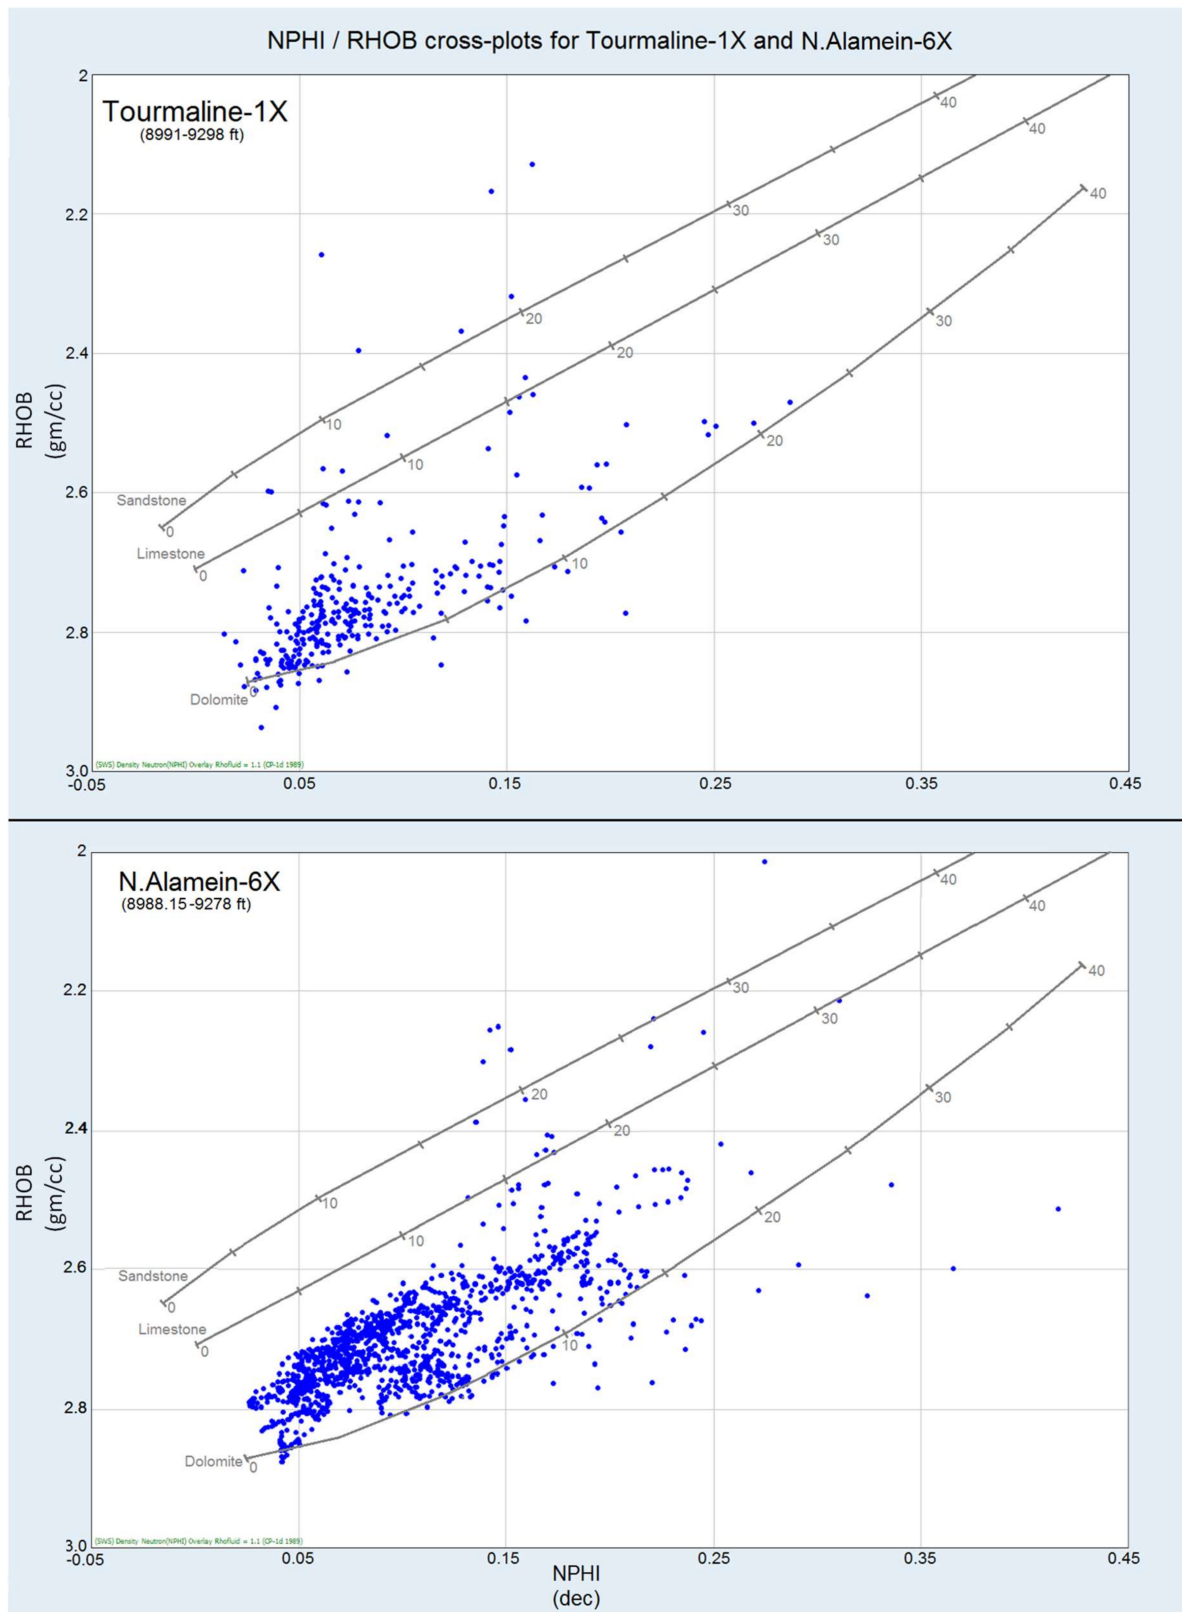 NPHI / RHOB cross-plots for Tourmaline-1X and N.Alamein-6X
2
Tourmaline-1X
(8991-9298 ft)
40
40
2.2
30
40
30
20
30
2.4
20
RHOB
(gm/cc)
10
20
10
2.6
Sandstone
0
Limestone
0
10
2.8
Dolomite
0
(SWS) Density Neutron(NPHI) Overlay Rhofluid = 1.1 (CP-1d 1989)
3.0
-0.05
0.05
0.15
0.25
0.35
0.45
2
N.Alamein-6X
(8988.15-9278 ft)
40
40
2.2
40
30
30
20
30
2.4
20
RHOB
(gm/cc)
10
20
10
2.6
Sandstone
0
Limestone
0
10
2.8
Dolomite
0
(SWS) Density Neutron(NPHI) Overlay Rhofluid = 1.1 (CP-1d 1989)
3.0
-0.05
0.05
0.15
0.25
0.35
0.45
NPHI
(dec)